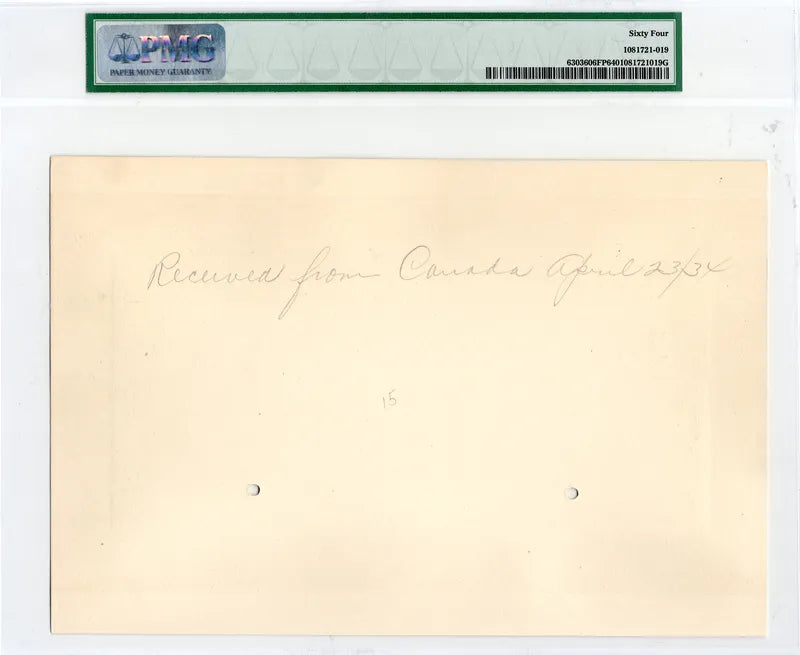 PMG
PAPER MONEY GUARANTY
Sixty Four
1081721-019
6303606FP6401081721019G
Received from Canada April 23/34
15